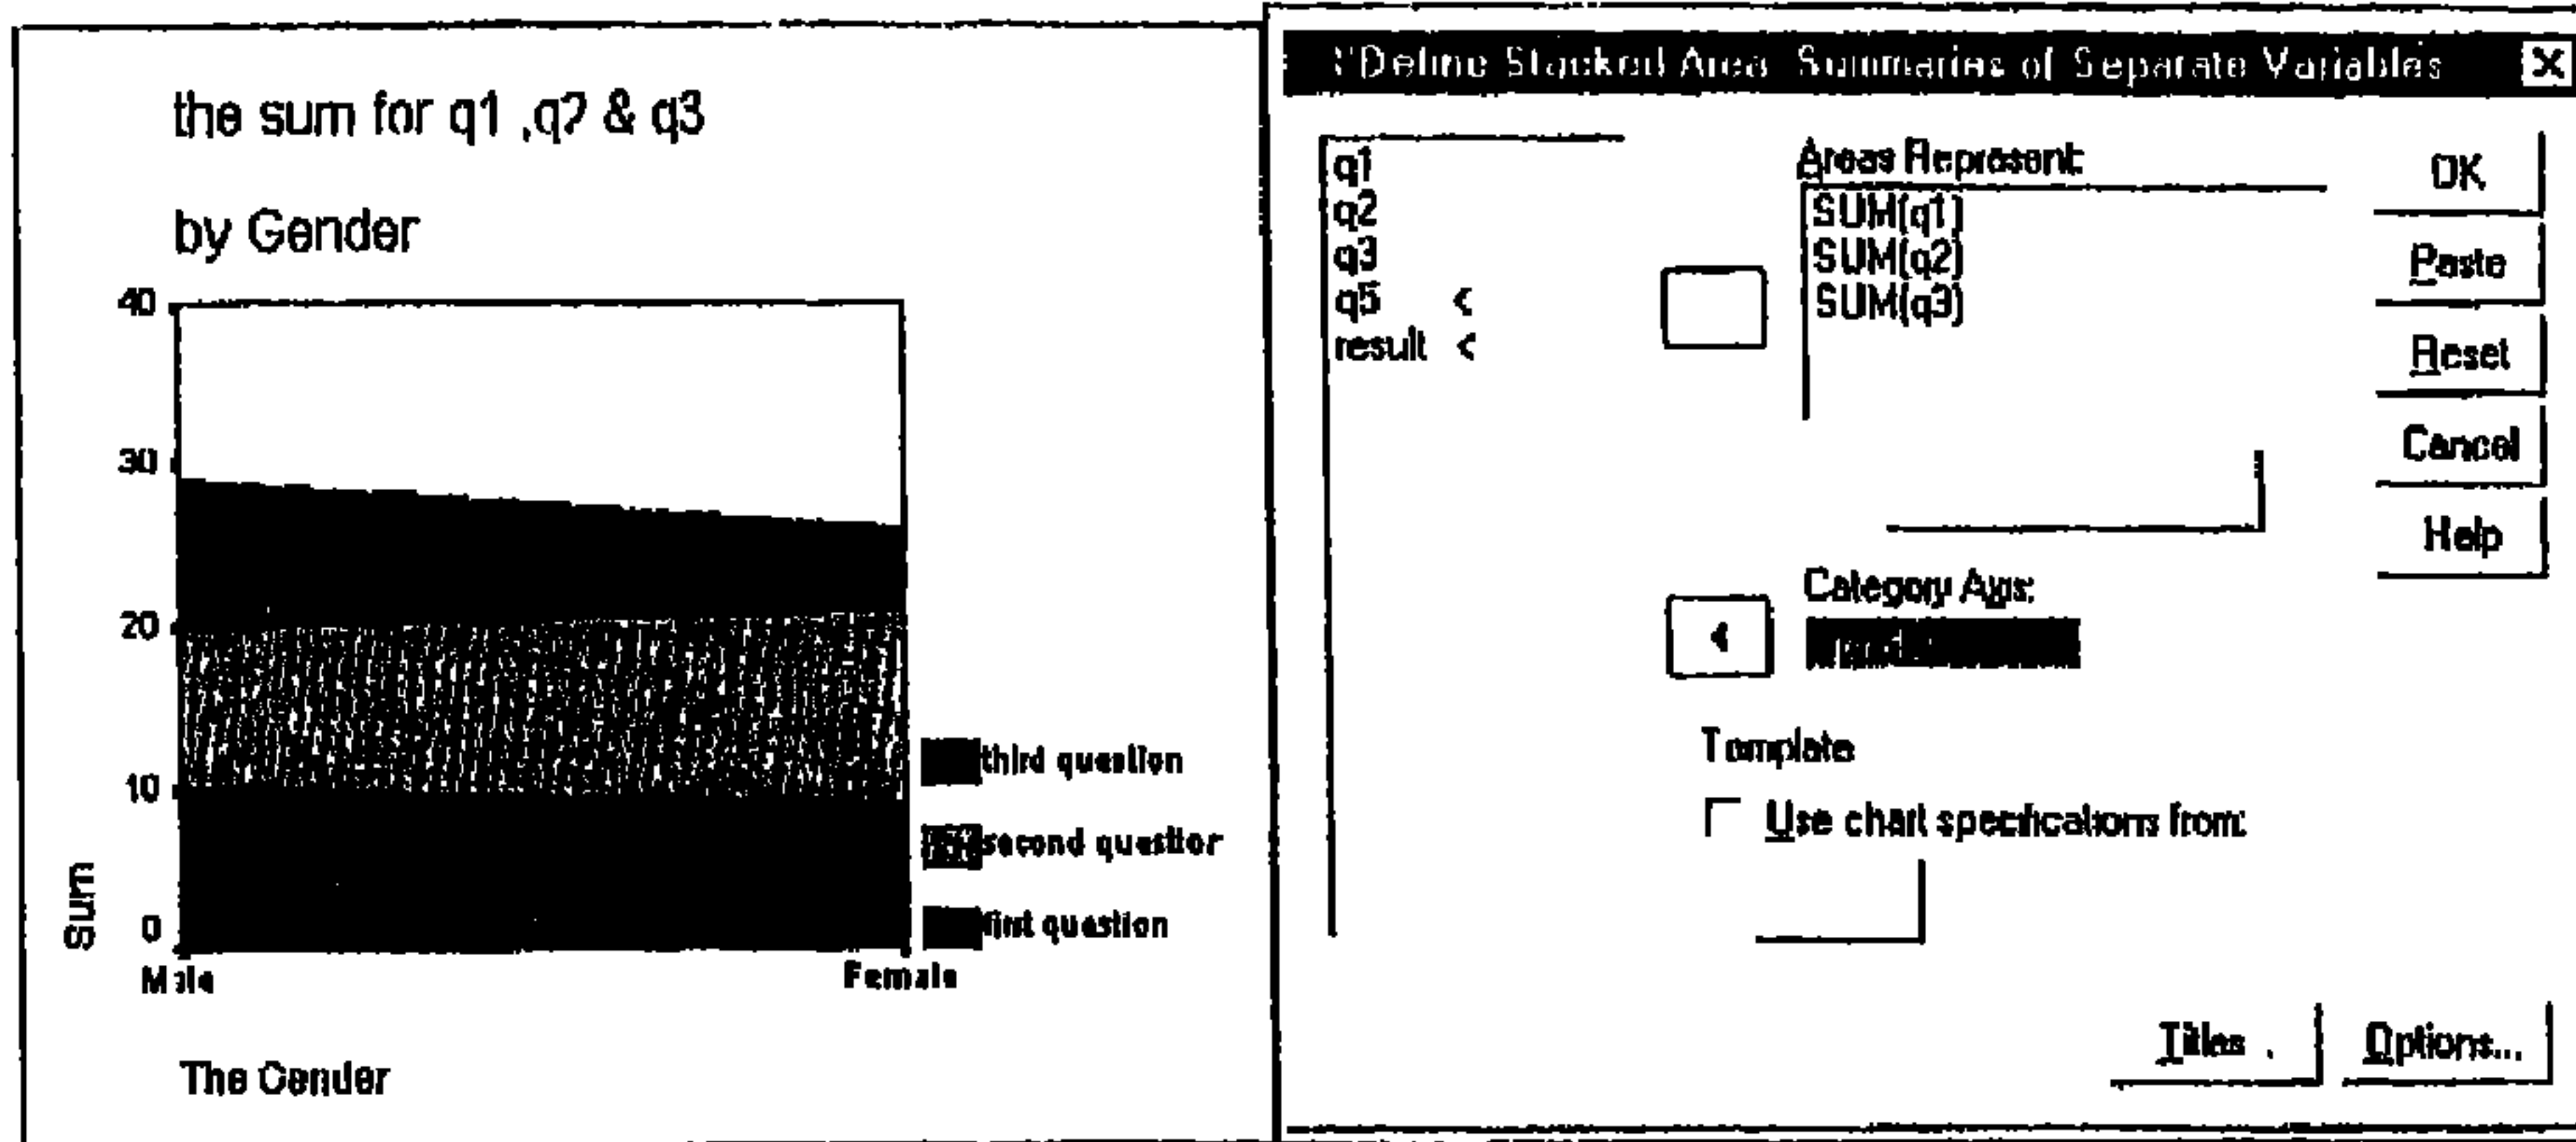 the sum for q1 ,q2 & q3
by Gender
40
30
20
10
0
Sum
Male
Female
third question
second question
first question
The Gender
Define Stacked Area Summaries of Separate Variables
q1
q2
q3
q5 <
result <
Areas Represent:
SUM(q1)
SUM(q2)
SUM(q3)
Category Axis:
Template
Use chart specifications from:
OK
Paste
Reset
Cancel
Help
Titles .
Options...